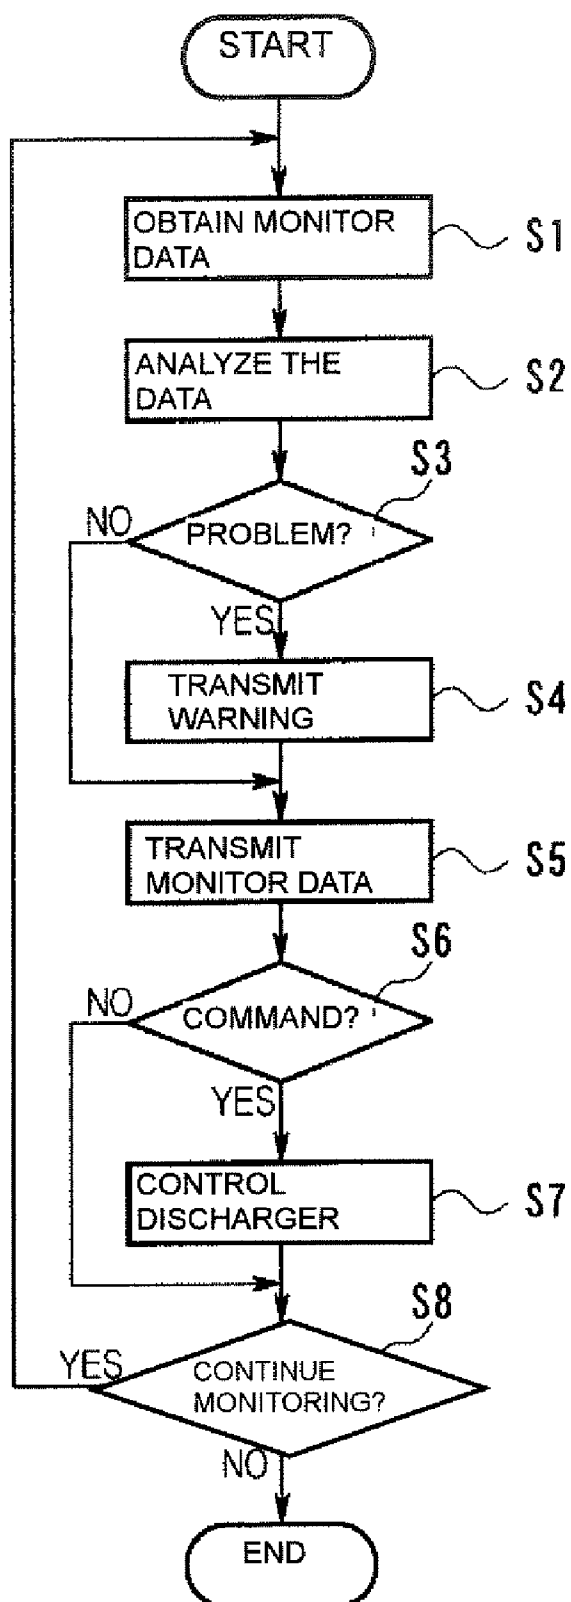 START
OBTAIN MONITOR
DATA
S1
ANALYZE THE
DATA
S2
S3
NO
PROBLEM?
YES
TRANSMIT
WARNING
S4
TRANSMIT
MONITOR DATA
S5
S6
NO
COMMAND?
YES
CONTROL
DISCHARGER
S7
S8
YES
CONTINUE
MONITORING?
NO
END